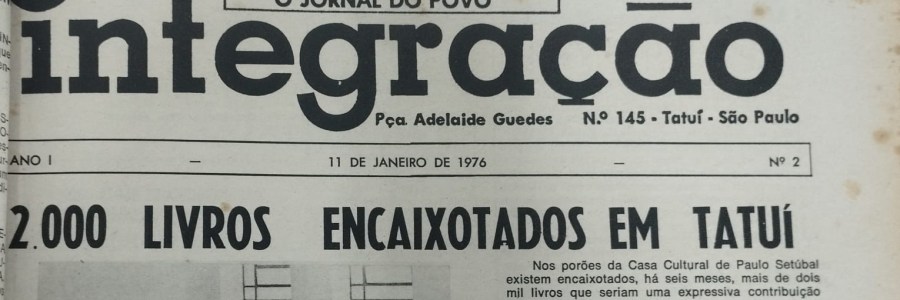 O JORNAL DO POVO
integração
Pça Adelaide Guedes N.º 145 - Tatuí - São Paulo
ANO I — 11 DE JANEIRO DE 1976 — Nº 2
2.000 LIVROS ENCAIXOTADOS EM TATUÍ
Nos porões da Casa Cultural de Paulo Setúbal
existem encaixotados, há seis meses, mais de dois
mil livros que seriam uma expressiva contribuição